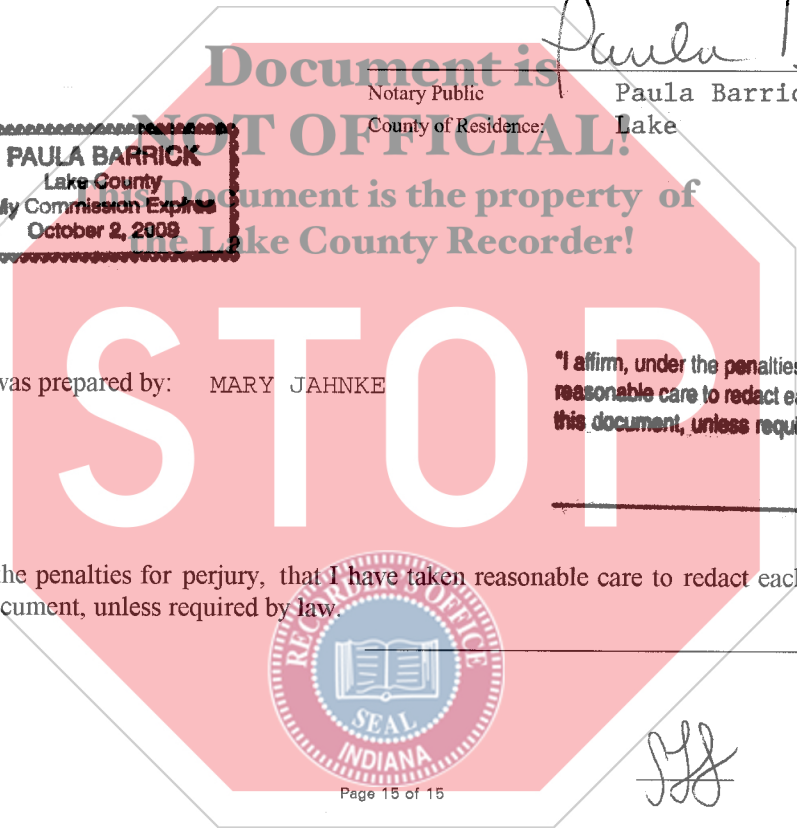 Paula B
Document is
Notary Public Paula Barric
NOT OFFICIAL!
County of Residence: Lake
PAULA BARRICK
Lake County
My Commission Expires
October 2, 2009
This Document is the property of
the Lake County Recorder!
STOP
was prepared by: MARY JAHNKE
"I affirm, under the penalties
reasonable care to redact ea
this document, unless requi
the penalties for perjury, that I have taken reasonable care to redact each
cument, unless required by law.
RECORDER'S OFFICE
SEAL
INDIANA
Page 15 of 15